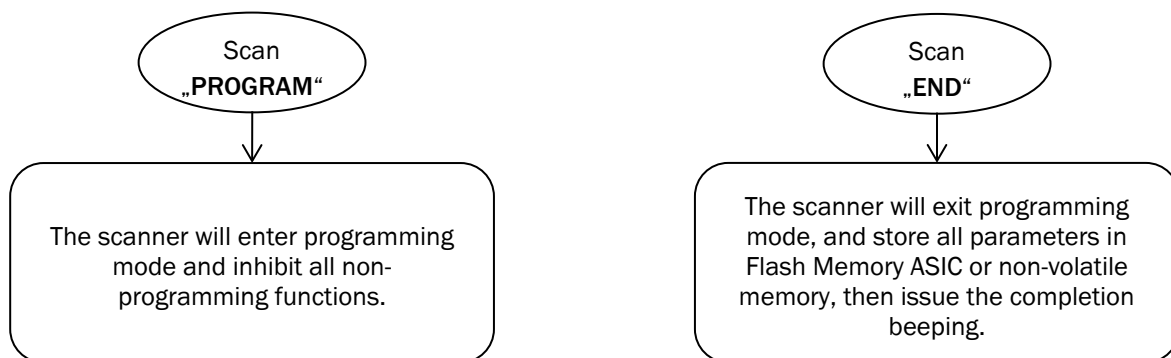 Scan
„PROGRAM“
The scanner will enter programming
mode and inhibit all non-
programming functions.
Scan
„END“
The scanner will exit programming
mode, and store all parameters in
Flash Memory ASIC or non-volatile
memory, then issue the completion
beeping.